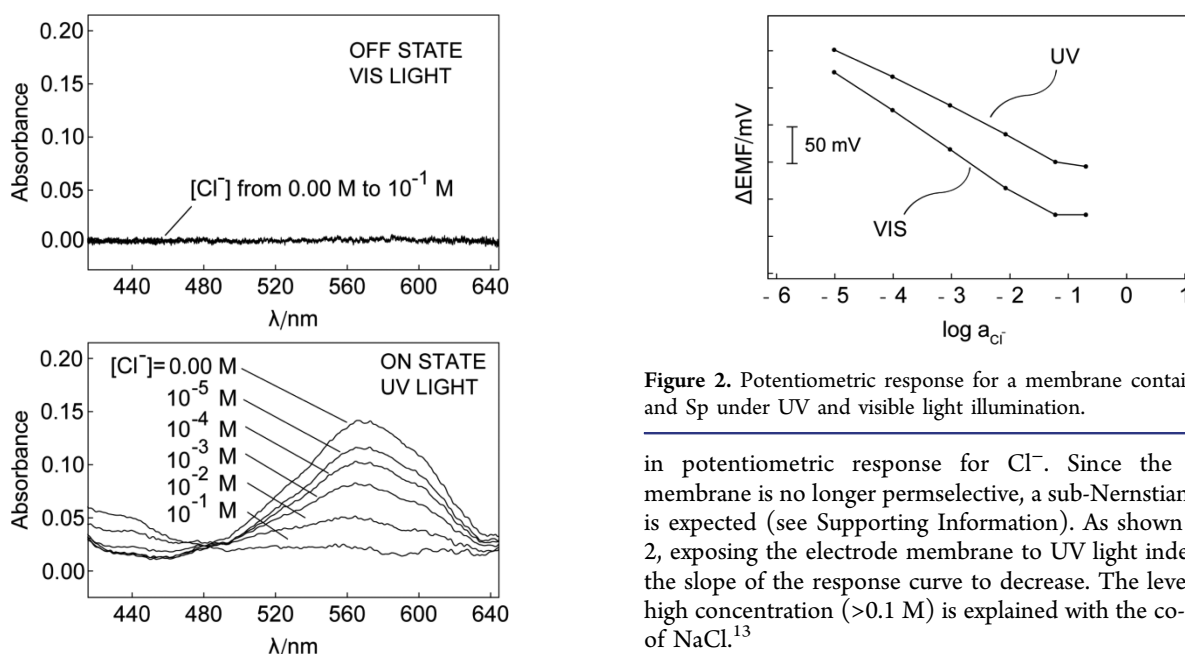 0.20
0.15
0.10
0.05
0.00
Absorbance
OFF STATE
VIS LIGHT
[Cl⁻] from 0.00 M to 10⁻¹ M
440 480 520 560 600 640
λ/nm
0.20
0.15
0.10
0.05
0.00
Absorbance
ON STATE
UV LIGHT
[Cl⁻]= 0.00 M
10⁻⁵ M
10⁻⁴ M
10⁻³ M
10⁻² M
10⁻¹ M
440 480 520 560 600 640
λ/nm
ΔEMF/mV
UV
50 mV
VIS
- 6 - 5 - 4 - 3 - 2 - 1 0 1
log a_Cl⁻
Figure 2. Potentiometric response for a membrane contai
and Sp under UV and visible light illumination.
in potentiometric response for Cl⁻. Since the
membrane is no longer permselective, a sub-Nernstian
is expected (see Supporting Information). As shown
2, exposing the electrode membrane to UV light inde
the slope of the response curve to decrease. The leve
high concentration (>0.1 M) is explained with the co-
of NaCl.¹³